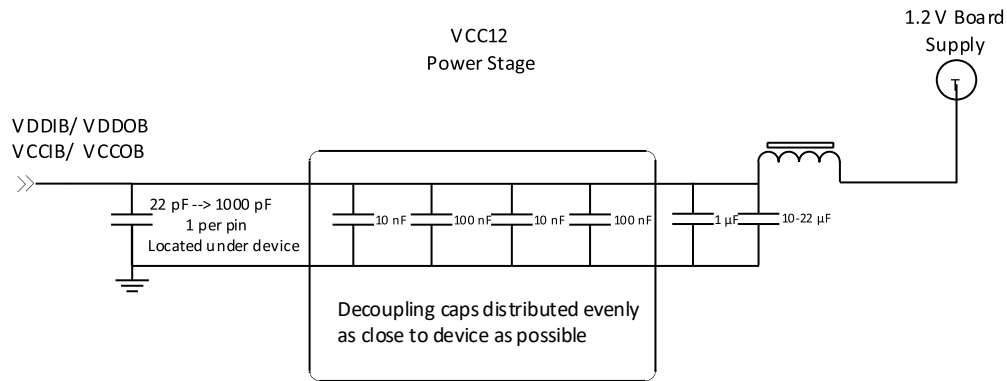 1.2 V Board
Supply
VCC12
Power Stage
T
VDDIB/ VDDOB
VCCIB/ VCCOB
22 pF --> 1000 pF
1 per pin
Located under device
10 nF
100 nF
10 nF
100 nF
1 µF
10-22 µF
Decoupling caps distributed evenly
as close to device as possible